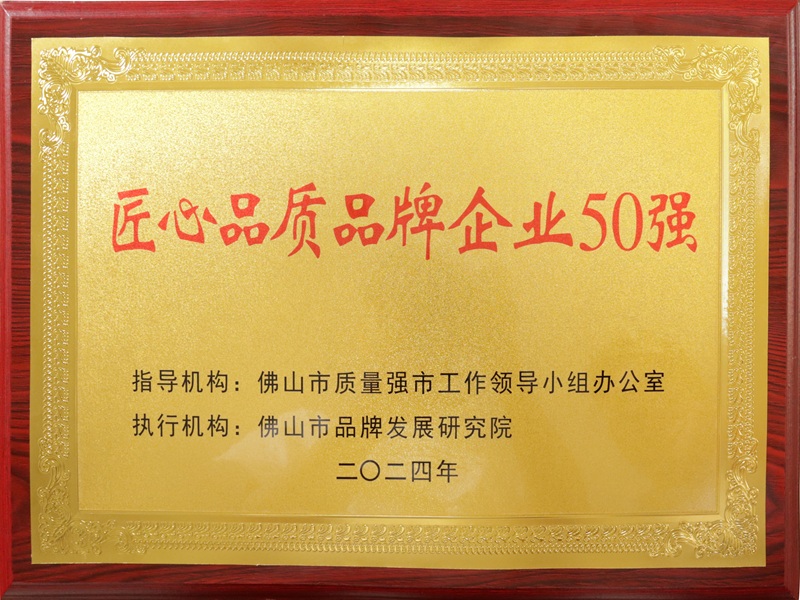 匠心品质品牌企业50强
指导机构：佛山市质量强市工作领导小组办公室
执行机构：佛山市品牌发展研究院
二〇二四年